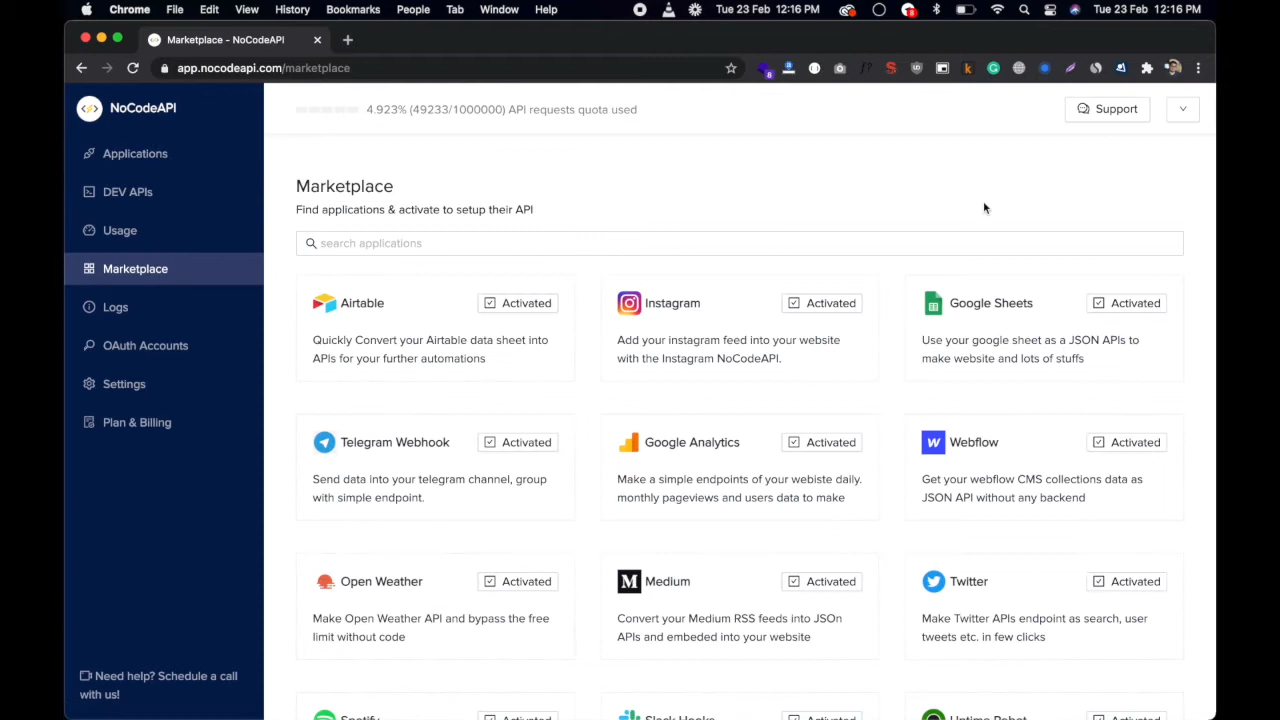 Chrome File Edit View History Bookmarks People Tab Window Help Tue 23 Feb 12:16 PM Tue 23 Feb 12:16 PM
Marketplace - NoCodeAPI
app.nocodeapi.com/marketplace
NoCodeAPI
4.923% (49233/1000000) API requests quota used
Support
Applications
DEV APIs
Usage
Marketplace
Logs
OAuth Accounts
Settings
Plan & Billing
Need help? Schedule a call
with us!
Marketplace
Find applications & activate to setup their API
search applications
Airtable Activated
Quickly Convert your Airtable data sheet into
APIs for your further automations
Instagram Activated
Add your instagram feed into your website
with the Instagram NoCodeAPI.
Google Sheets Activated
Use your google sheet as a JSON APIs to
make website and lots of stuffs
Telegram Webhook Activated
Send data into your telegram channel, group
with simple endpoint.
Google Analytics Activated
Make a simple endpoints of your webiste daily.
monthly pageviews and users data to make
Webflow Activated
Get your webflow CMS collections data as
JSON API without any backend
Open Weather Activated
Make Open Weather API and bypass the free
limit without code
Medium Activated
Convert your Medium RSS feeds into JSOn
APIs and embeded into your website
Twitter Activated
Make Twitter APIs endpoint as search, user
tweets etc. in few clicks
Spotify Activated
Slack Hooks Activated
Uptime Robot Activated